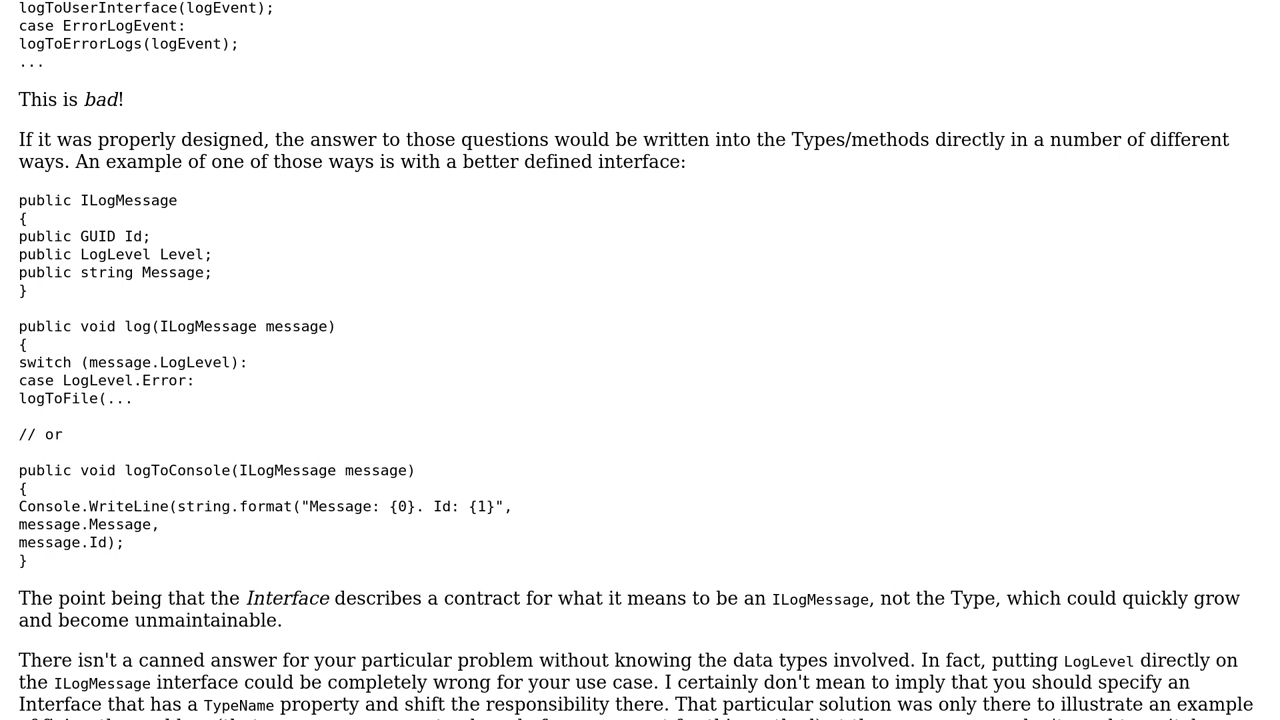 logToUserInterface(logEvent);
case ErrorLogEvent:
logToErrorLogs(logEvent);
...
This is bad!
If it was properly designed, the answer to those questions would be written into the Types/methods directly in a number of different
ways. An example of one of those ways is with a better defined interface:
public ILogMessage
{
public GUID Id;
public LogLevel Level;
public string Message;
}
public void log(ILogMessage message)
{
switch (message.LogLevel):
case LogLevel.Error:
logToFile(...
// or
public void logToConsole(ILogMessage message)
{
Console.WriteLine(string.format("Message: {0}. Id: {1}",
message.Message,
message.Id);
}
The point being that the Interface describes a contract for what it means to be an ILogMessage, not the Type, which could quickly grow
and become unmaintainable.
There isn't a canned answer for your particular problem without knowing the data types involved. In fact, putting LogLevel directly on
the ILogMessage interface could be completely wrong for your use case. I certainly don't mean to imply that you should specify an
Interface that has a TypeName property and shift the responsibility there. That particular solution was only there to illustrate an example